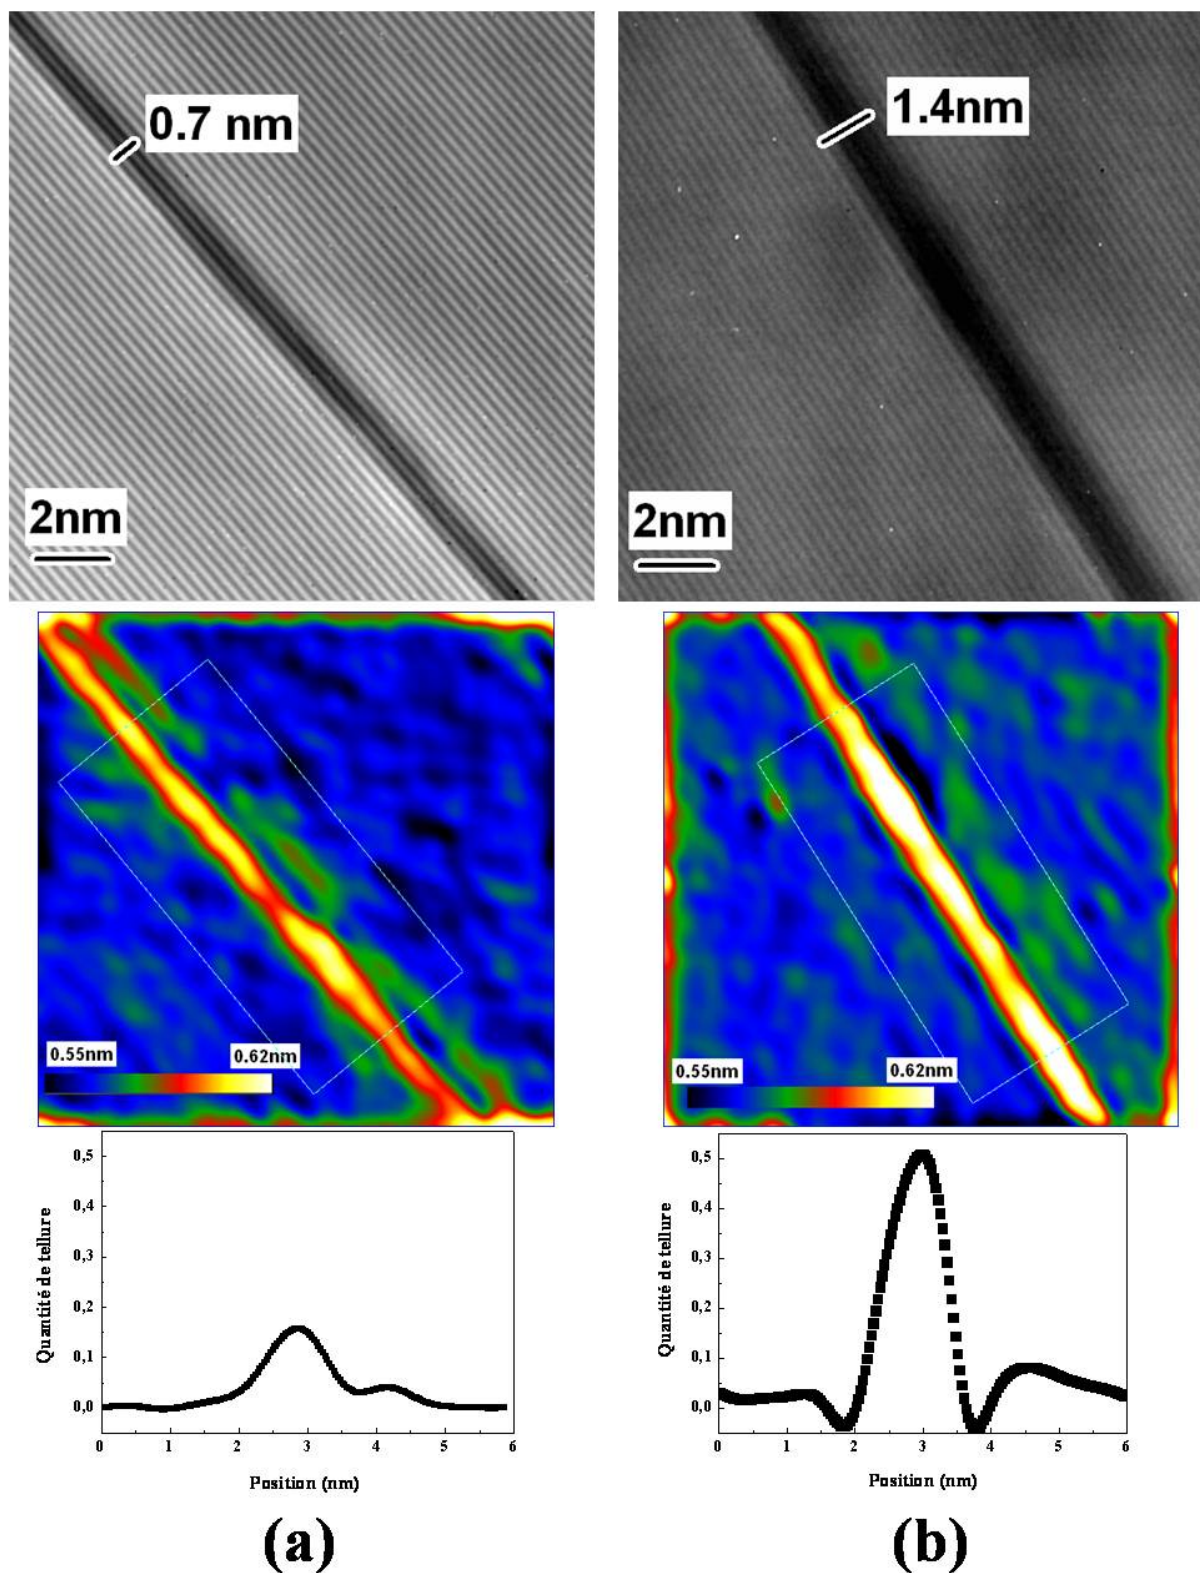 0.7 nm
2nm
1.4nm
2nm
0.55nm
0.62nm
0.55nm
0.62nm
Quantité de tellure
0,5
0,4
0,3
0,2
0,1
0,0
0 1 2 3 4 5 6
Position (nm)
Quantité de tellure
0,5
0,4
0,3
0,2
0,1
0,0
0 1 2 3 4 5 6
Position (nm)
(a)
(b)